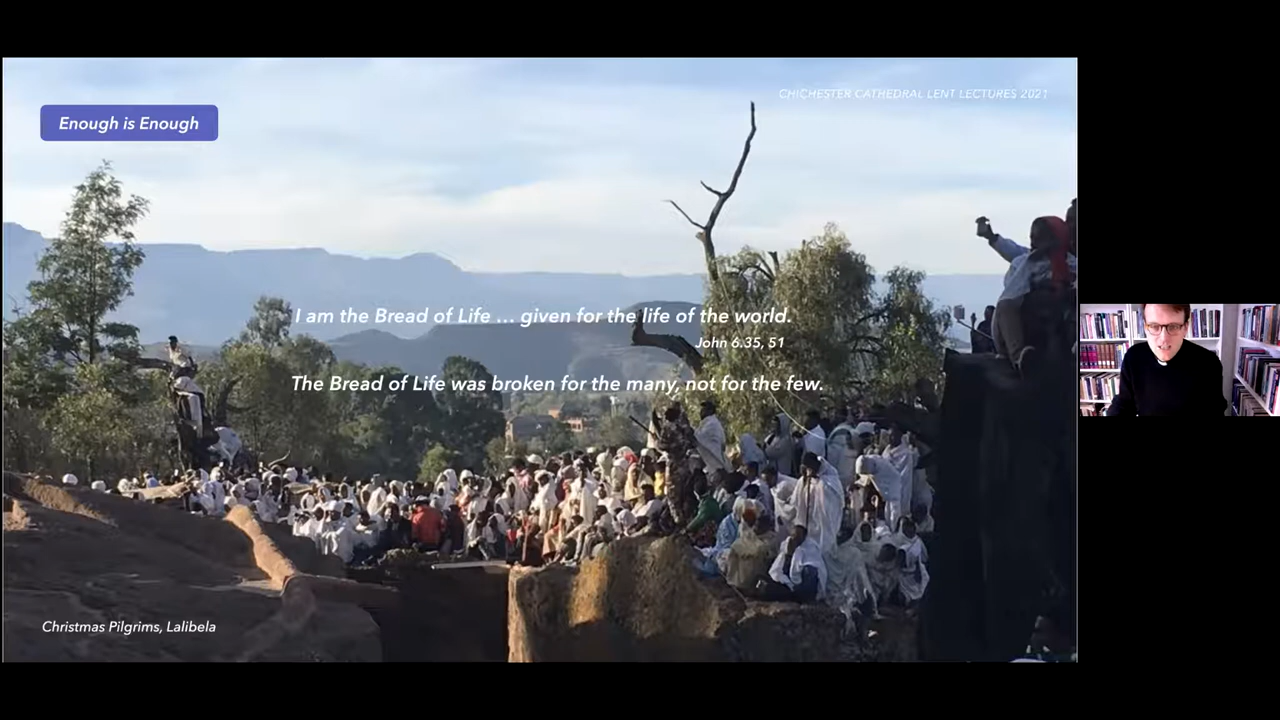 CHICHESTER CATHEDRAL LENT LECTURES 2021
Enough is Enough
I am the Bread of Life ... given for the life of the world.
John 6.35, 51
The Bread of Life was broken for the many, not for the few.
Christmas Pilgrims, Lalibela